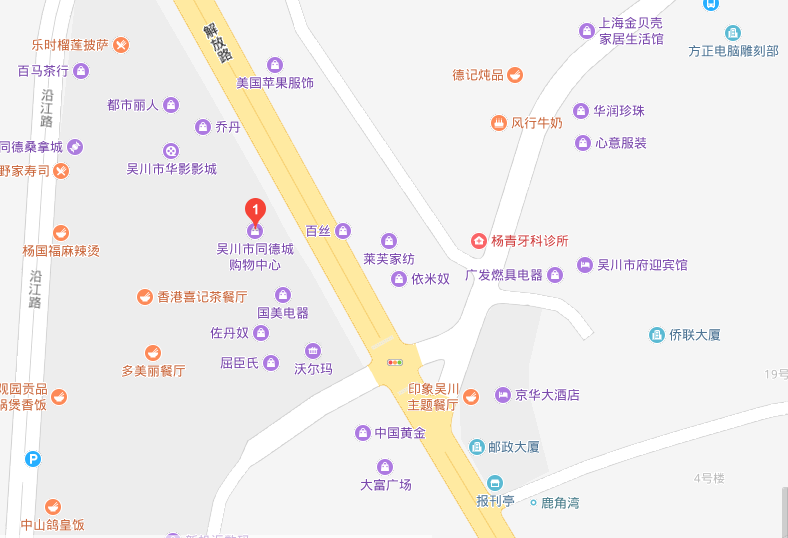 上海金贝壳
家居生活馆
方正电脑雕刻部
解放路
乐时榴莲披萨
百马茶行
美国苹果服饰
德记炖品
沿江路
都市丽人
乔丹
华润珍珠
风行牛奶
心意服装
同德桑拿城
吴川市华影影城
野家寿司
1
杨国福麻辣烫
吴川市同德城
购物中心
百丝
莱芙家纺
杨青牙科诊所
依米奴
广发燃具电器
吴川市府迎宾馆
沿江路
香港喜记茶餐厅
国美电器
佐丹奴
侨联大厦
多美丽餐厅
屈臣氏
沃尔玛
19号
观园贡品
锅煲香饭
印象吴川
主题餐厅
京华大酒店
中国黄金
邮政大厦
P
大富广场
4号楼
报刊亭
鹿角湾
中山鸽皇饭